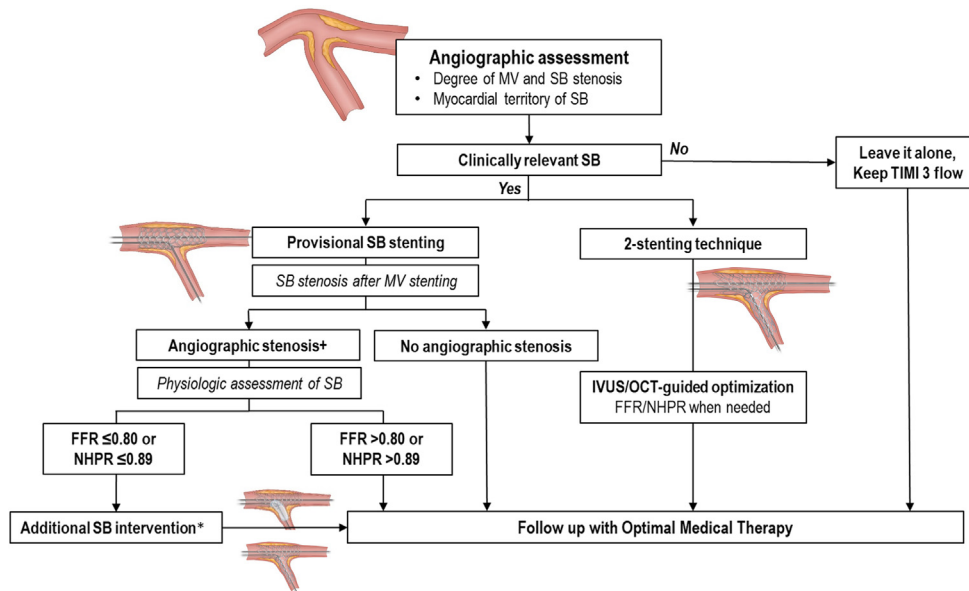 Angiographic assessment
• Degree of MV and SB stenosis
• Myocardial territory of SB
Clinically relevant SB
No
Leave it alone,
Keep TIMI 3 flow
Yes
Provisional SB stenting
2-stenting technique
SB stenosis after MV stenting
Angiographic stenosis+
No angiographic stenosis
Physiologic assessment of SB
IVUS/OCT-guided optimization
FFR/NHPR when needed
FFR ≤0.80 or
NHPR ≤0.89
FFR >0.80 or
NHPR >0.89
Additional SB intervention*
Follow up with Optimal Medical Therapy